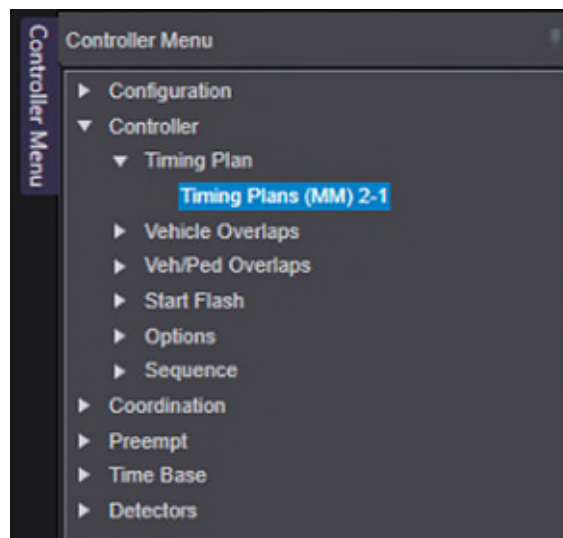 Controller Menu
Controller Menu
Configuration
Controller
Timing Plan
Timing Plans (MM) 2-1
Vehicle Overlaps
Veh/Ped Overlaps
Start Flash
Options
Sequence
Coordination
Preempt
Time Base
Detectors